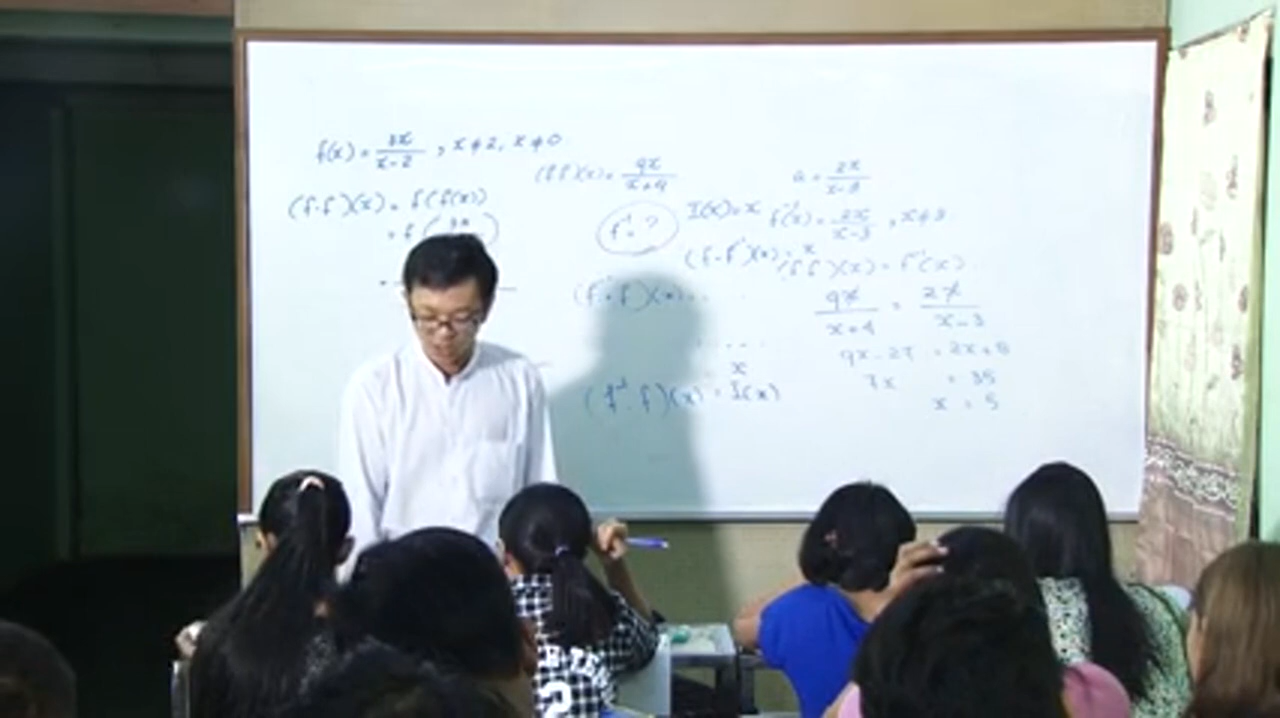 f(x) = 3x/(x-2) , x ≠ 2, x ≠ 0
(f.f)(x) = f(f(x))
= f(3x/
(f.f)(x) = 9x/(x+4)
f⁻¹ = ?
I(x) = x
(f.f⁻¹)(x) = x
(f⁻¹.f)(x) = . . .
. . . .
x
(f⁻¹.f)(x) = I(x)
a = 2x/(x-3)
f⁻¹(x) = 2x/(x-3) , x ≠ 3
(f.f)(x) = f⁻¹(x)
9x/(x+4) = 2x/(x-3)
9x - 27 = 2x + 8
7x = 35
x = 5